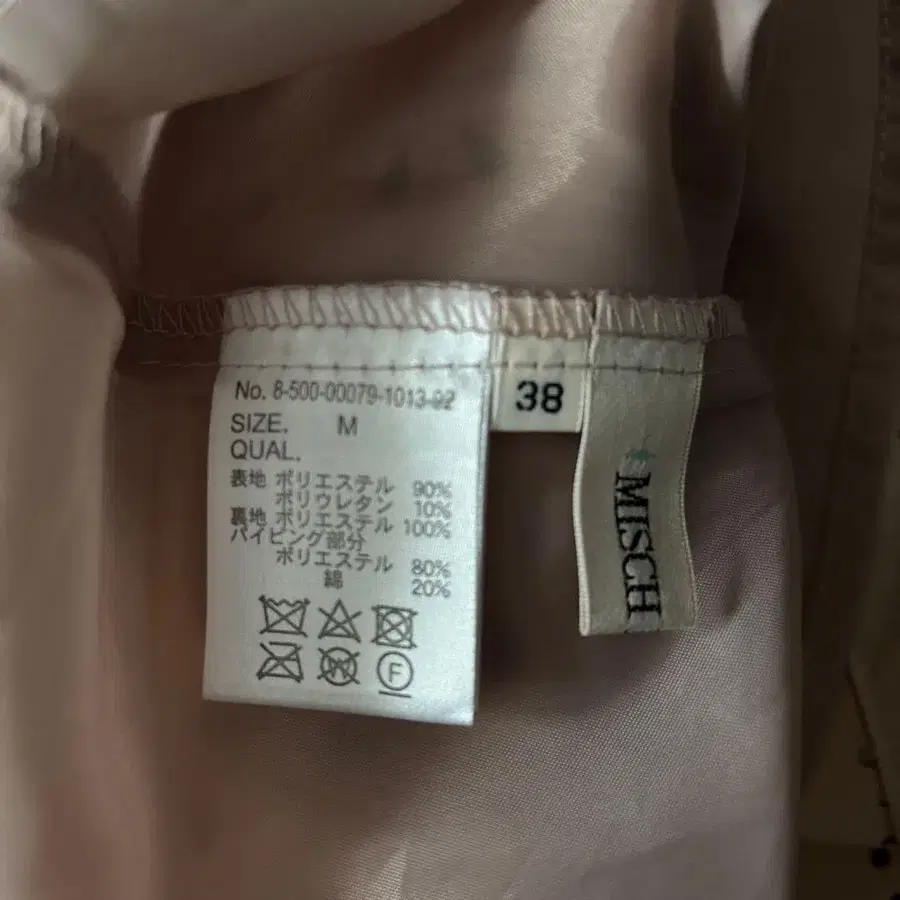 No. 8-500-00079-1013-92
SIZE. M
QUAL.
表地 ポリエステル 90%
ポリウレタン 10%
裏地 ポリエステル 100%
パイピング部分
ポリエステル 80%
綿 20%
W
F
38
MISCH